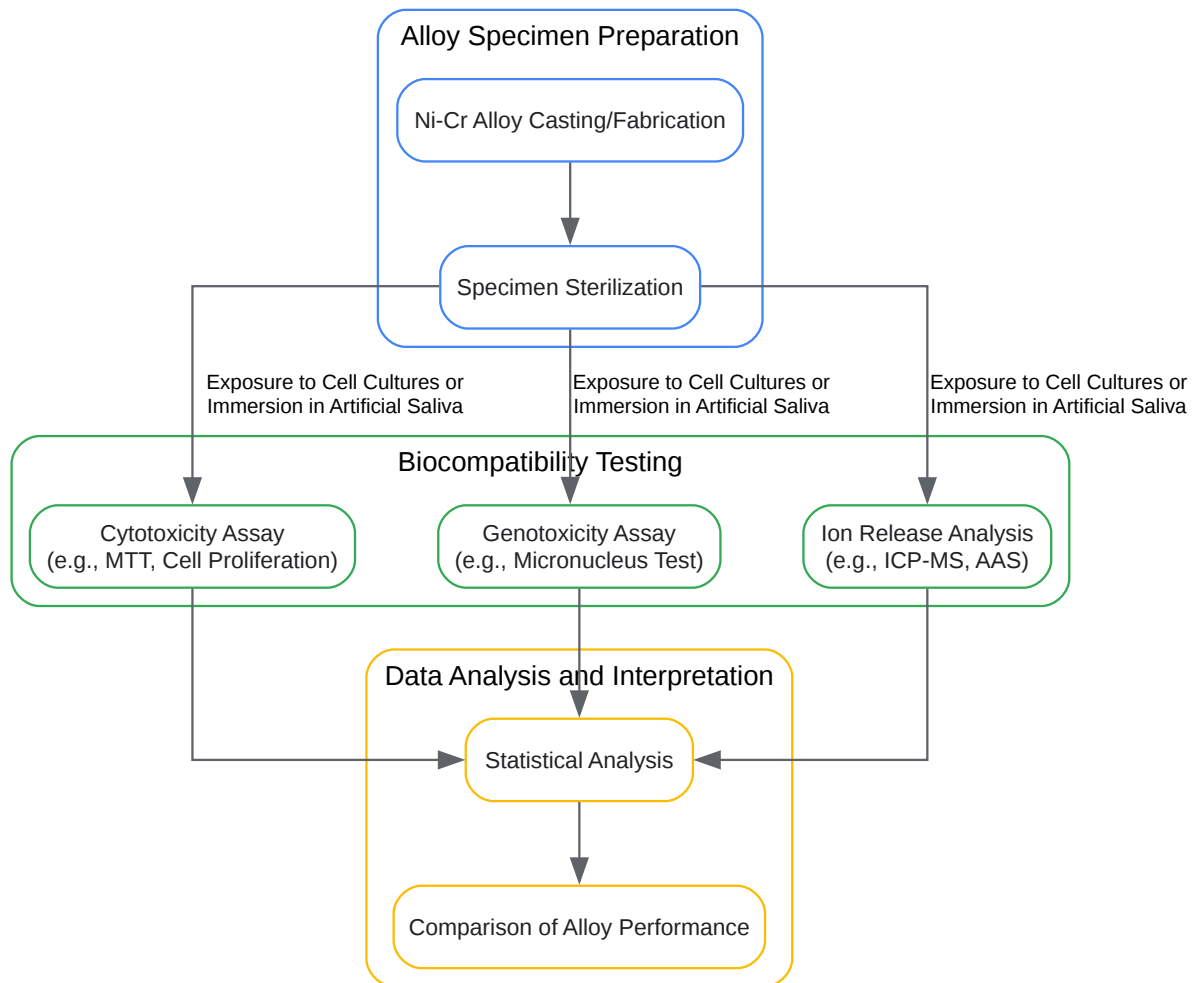 Alloy Specimen Preparation
Ni-Cr Alloy Casting/Fabrication
Specimen Sterilization
Exposure to Cell Cultures or
Immersion in Artificial Saliva
Exposure to Cell Cultures or
Immersion in Artificial Saliva
Exposure to Cell Cultures or
Immersion in Artificial Saliva
Biocompatibility Testing
Cytotoxicity Assay
(e.g., MTT, Cell Proliferation)
Genotoxicity Assay
(e.g., Micronucleus Test)
Ion Release Analysis
(e.g., ICP-MS, AAS)
Data Analysis and Interpretation
Statistical Analysis
Comparison of Alloy Performance